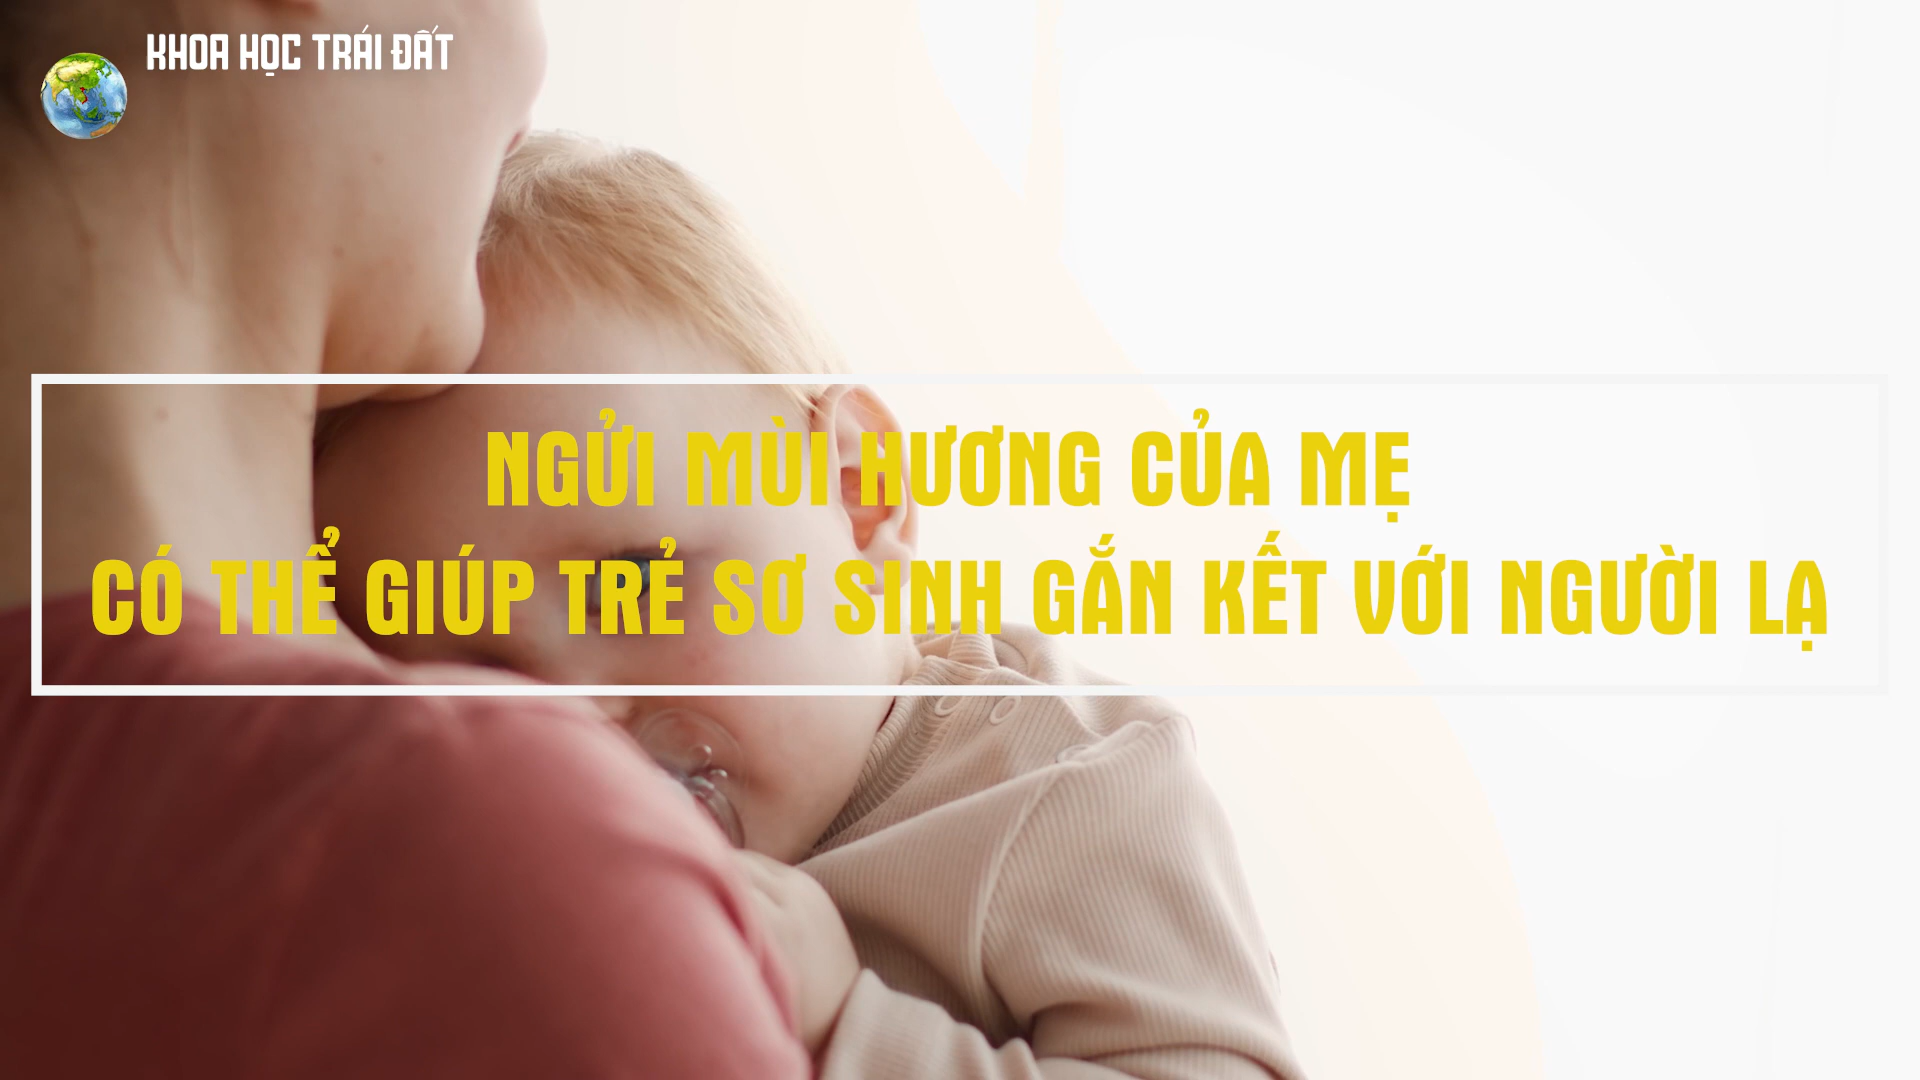 KHOA HỌC TRÁI ĐẤT
NGỬI MÙI HƯƠNG CỦA MẸ
CÓ THỂ GIÚP TRẺ SƠ SINH GẮN KẾT VỚI NGƯỜI LẠ